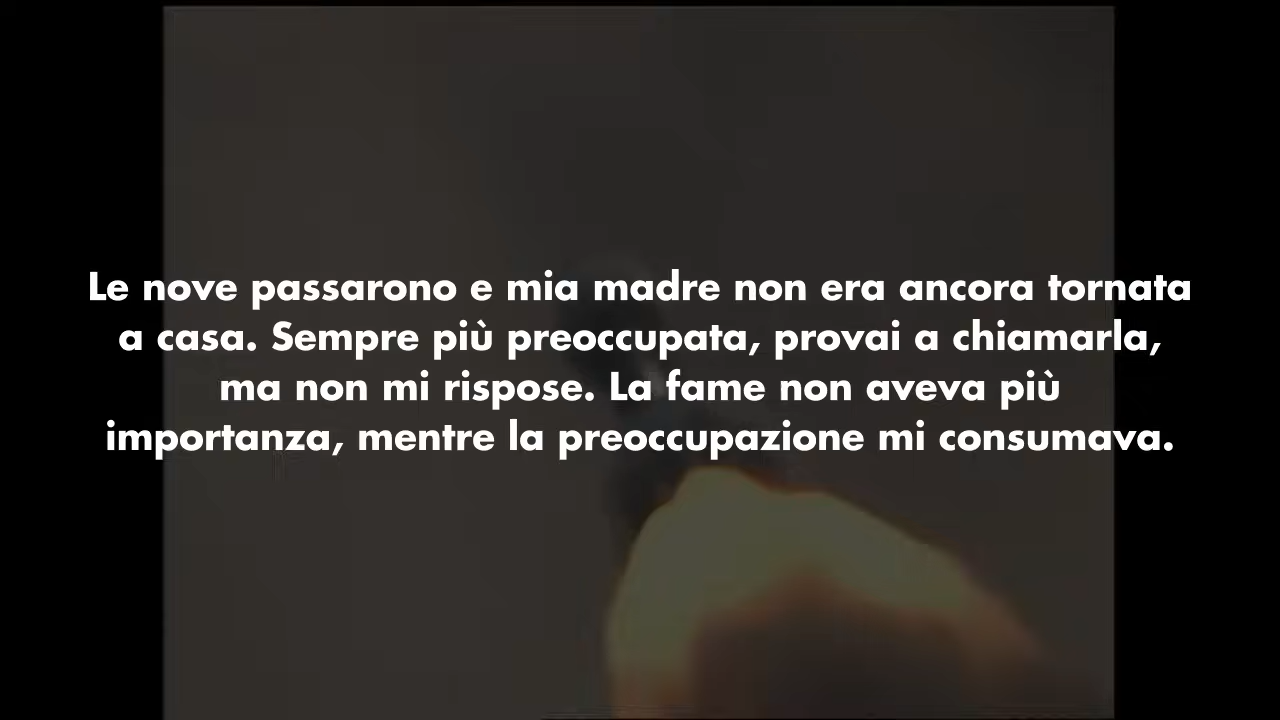 Le nove passarono e mia madre non era ancora tornata
a casa. Sempre più preoccupata, provai a chiamarla,
ma non mi rispose. La fame non aveva più
importanza, mentre la preoccupazione mi consumava.